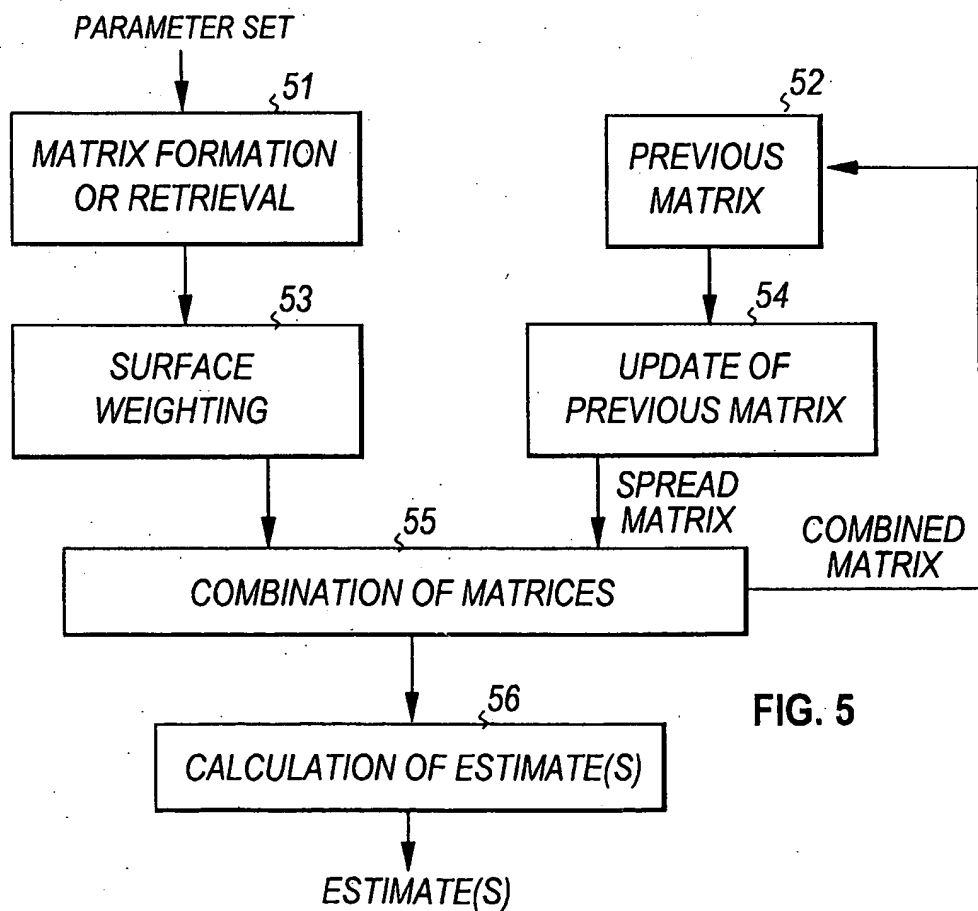 PARAMETER SET
51
MATRIX FORMATION
OR RETRIEVAL
52
PREVIOUS
MATRIX
53
SURFACE
WEIGHTING
54
UPDATE OF
PREVIOUS MATRIX
SPREAD
MATRIX
55
COMBINATION OF MATRICES
COMBINED
MATRIX
56
CALCULATION OF ESTIMATE(S)
FIG. 5
ESTIMATE(S)